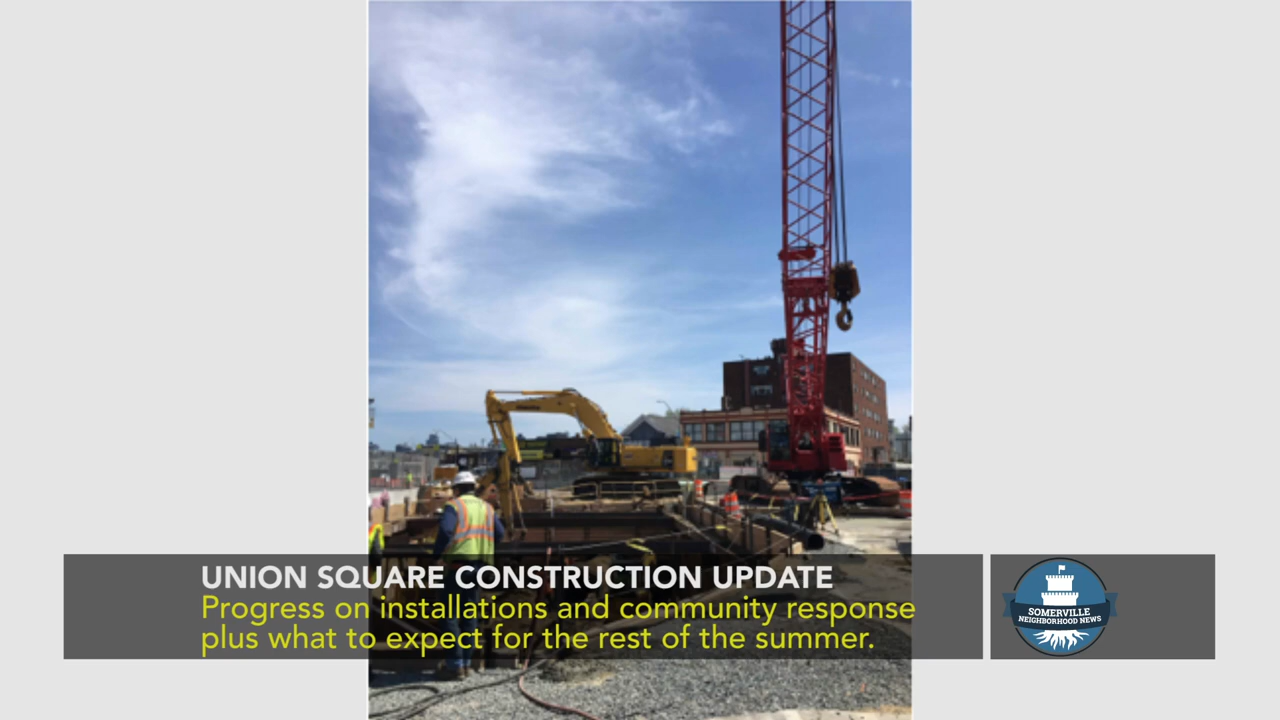 UNION SQUARE CONSTRUCTION UPDATE
Progress on installations and community response
plus what to expect for the rest of the summer.
SOMERVILLE
NEIGHBORHOOD NEWS